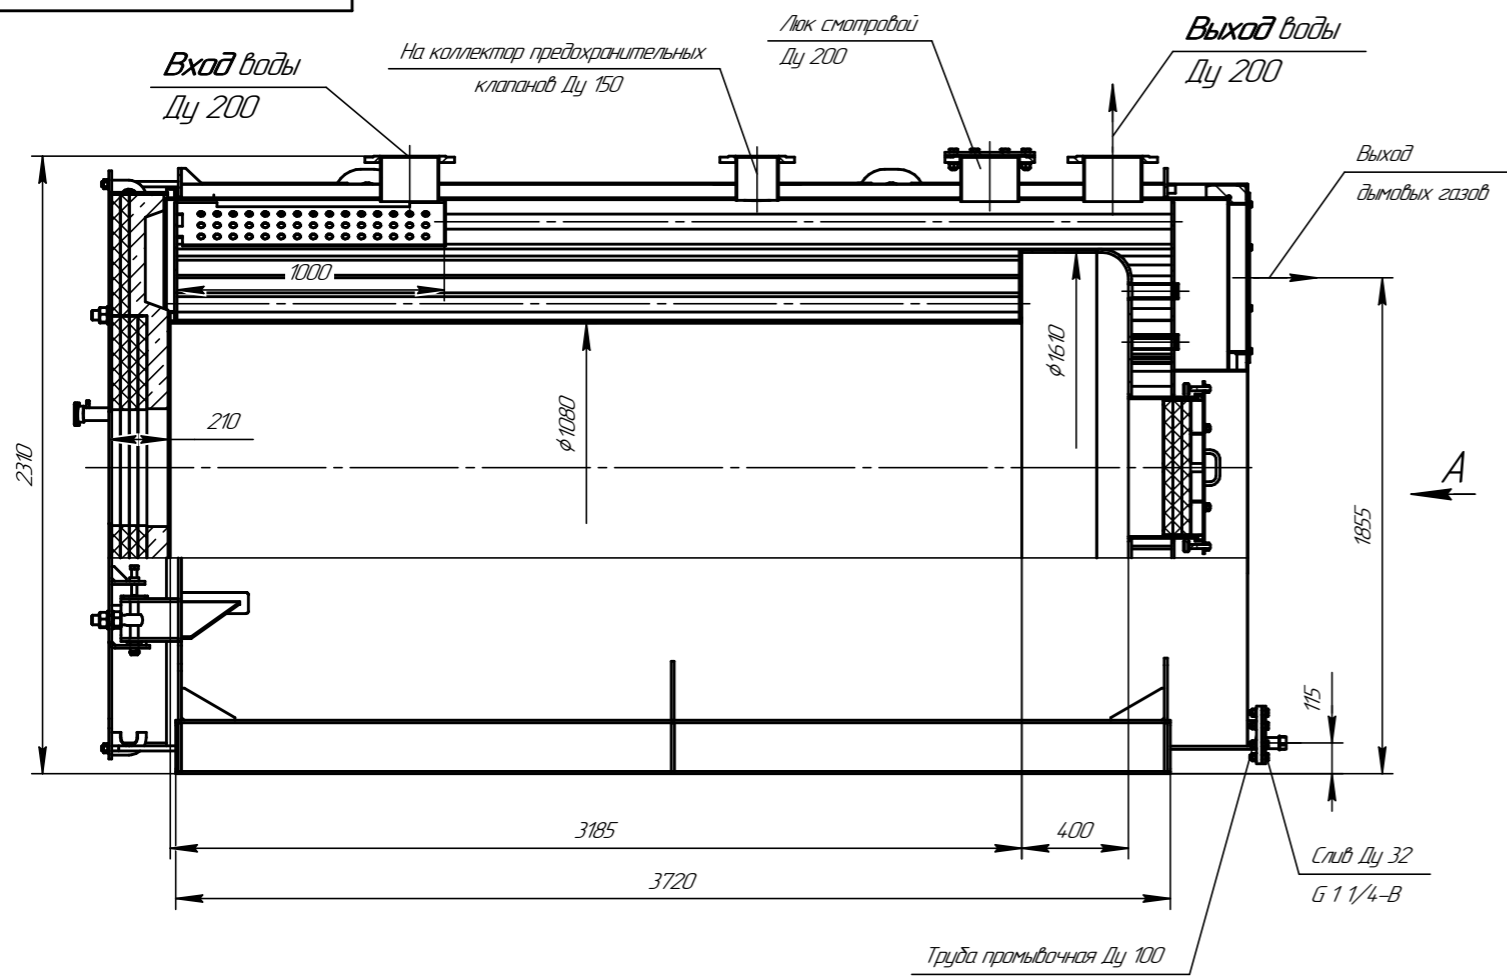 Вход воды
Ду 200
На коллектор предохранительных
клапанов Ду 150
Люк смотровой
Ду 200
Выход воды
Ду 200
Выход
дымовых газов
1000
210
ϕ1080
ϕ1610
2310
1855
А
115
3185
400
3720
Слив Ду 32
G 1 1/4-В
Труба промывочная Ду 100